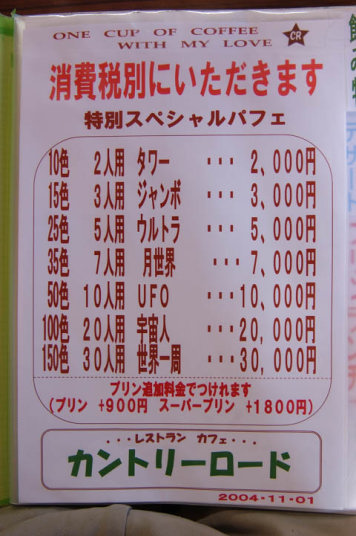 ONE CUP OF COFFEE
WITH MY LOVE
CR
消費税別にいただきます
特別スペシャルパフェ
10色 2人用 タワー ・・・ 2,000円
15色 3人用 ジャンボ ・・・ 3,000円
25色 5人用 ウルトラ ・・・ 5,000円
35色 7人用 月世界 ・・・ 7,000円
50色 10人用 UFO ・・・10,000円
100色 20人用 宇宙人 ・・・20,000円
150色 30人用 世界一周 ・・・30,000円
プリン追加料金でつけれます
(プリン +900円 スーパープリン +1800円)
・・・レストラン カフェ・・・
カントリーロード
2004-11-01